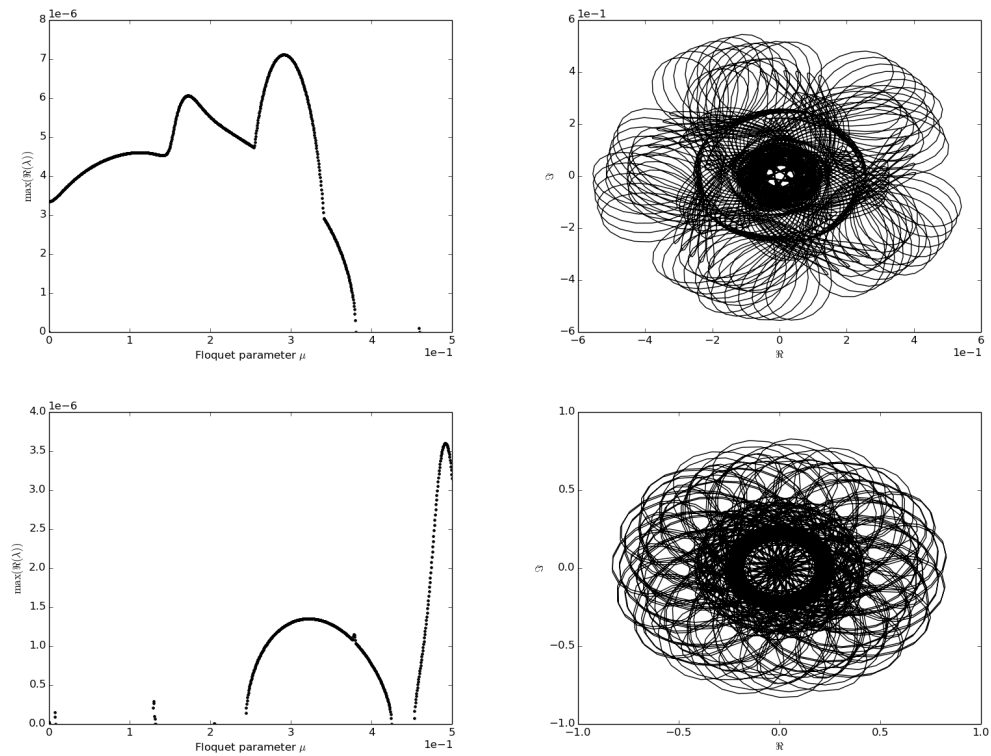 8 1e−6
7
6
5
4
3
2
1
0
max(ℜ(λ))
0 1 2 3 4 5
1e−1
Floquet parameter μ
6 1e−1
4
2
0
−2
−4
−6
ℑ
−6 −4 −2 0 2 4 6
1e−1
ℜ
4.0 1e−6
3.5
3.0
2.5
2.0
1.5
1.0
0.5
0.0
max(ℜ(λ))
0 1 2 3 4 5
1e−1
Floquet parameter μ
1.0
0.5
0.0
−0.5
−1.0
ℑ
−1.0 −0.5 0.0 0.5 1.0
ℜ